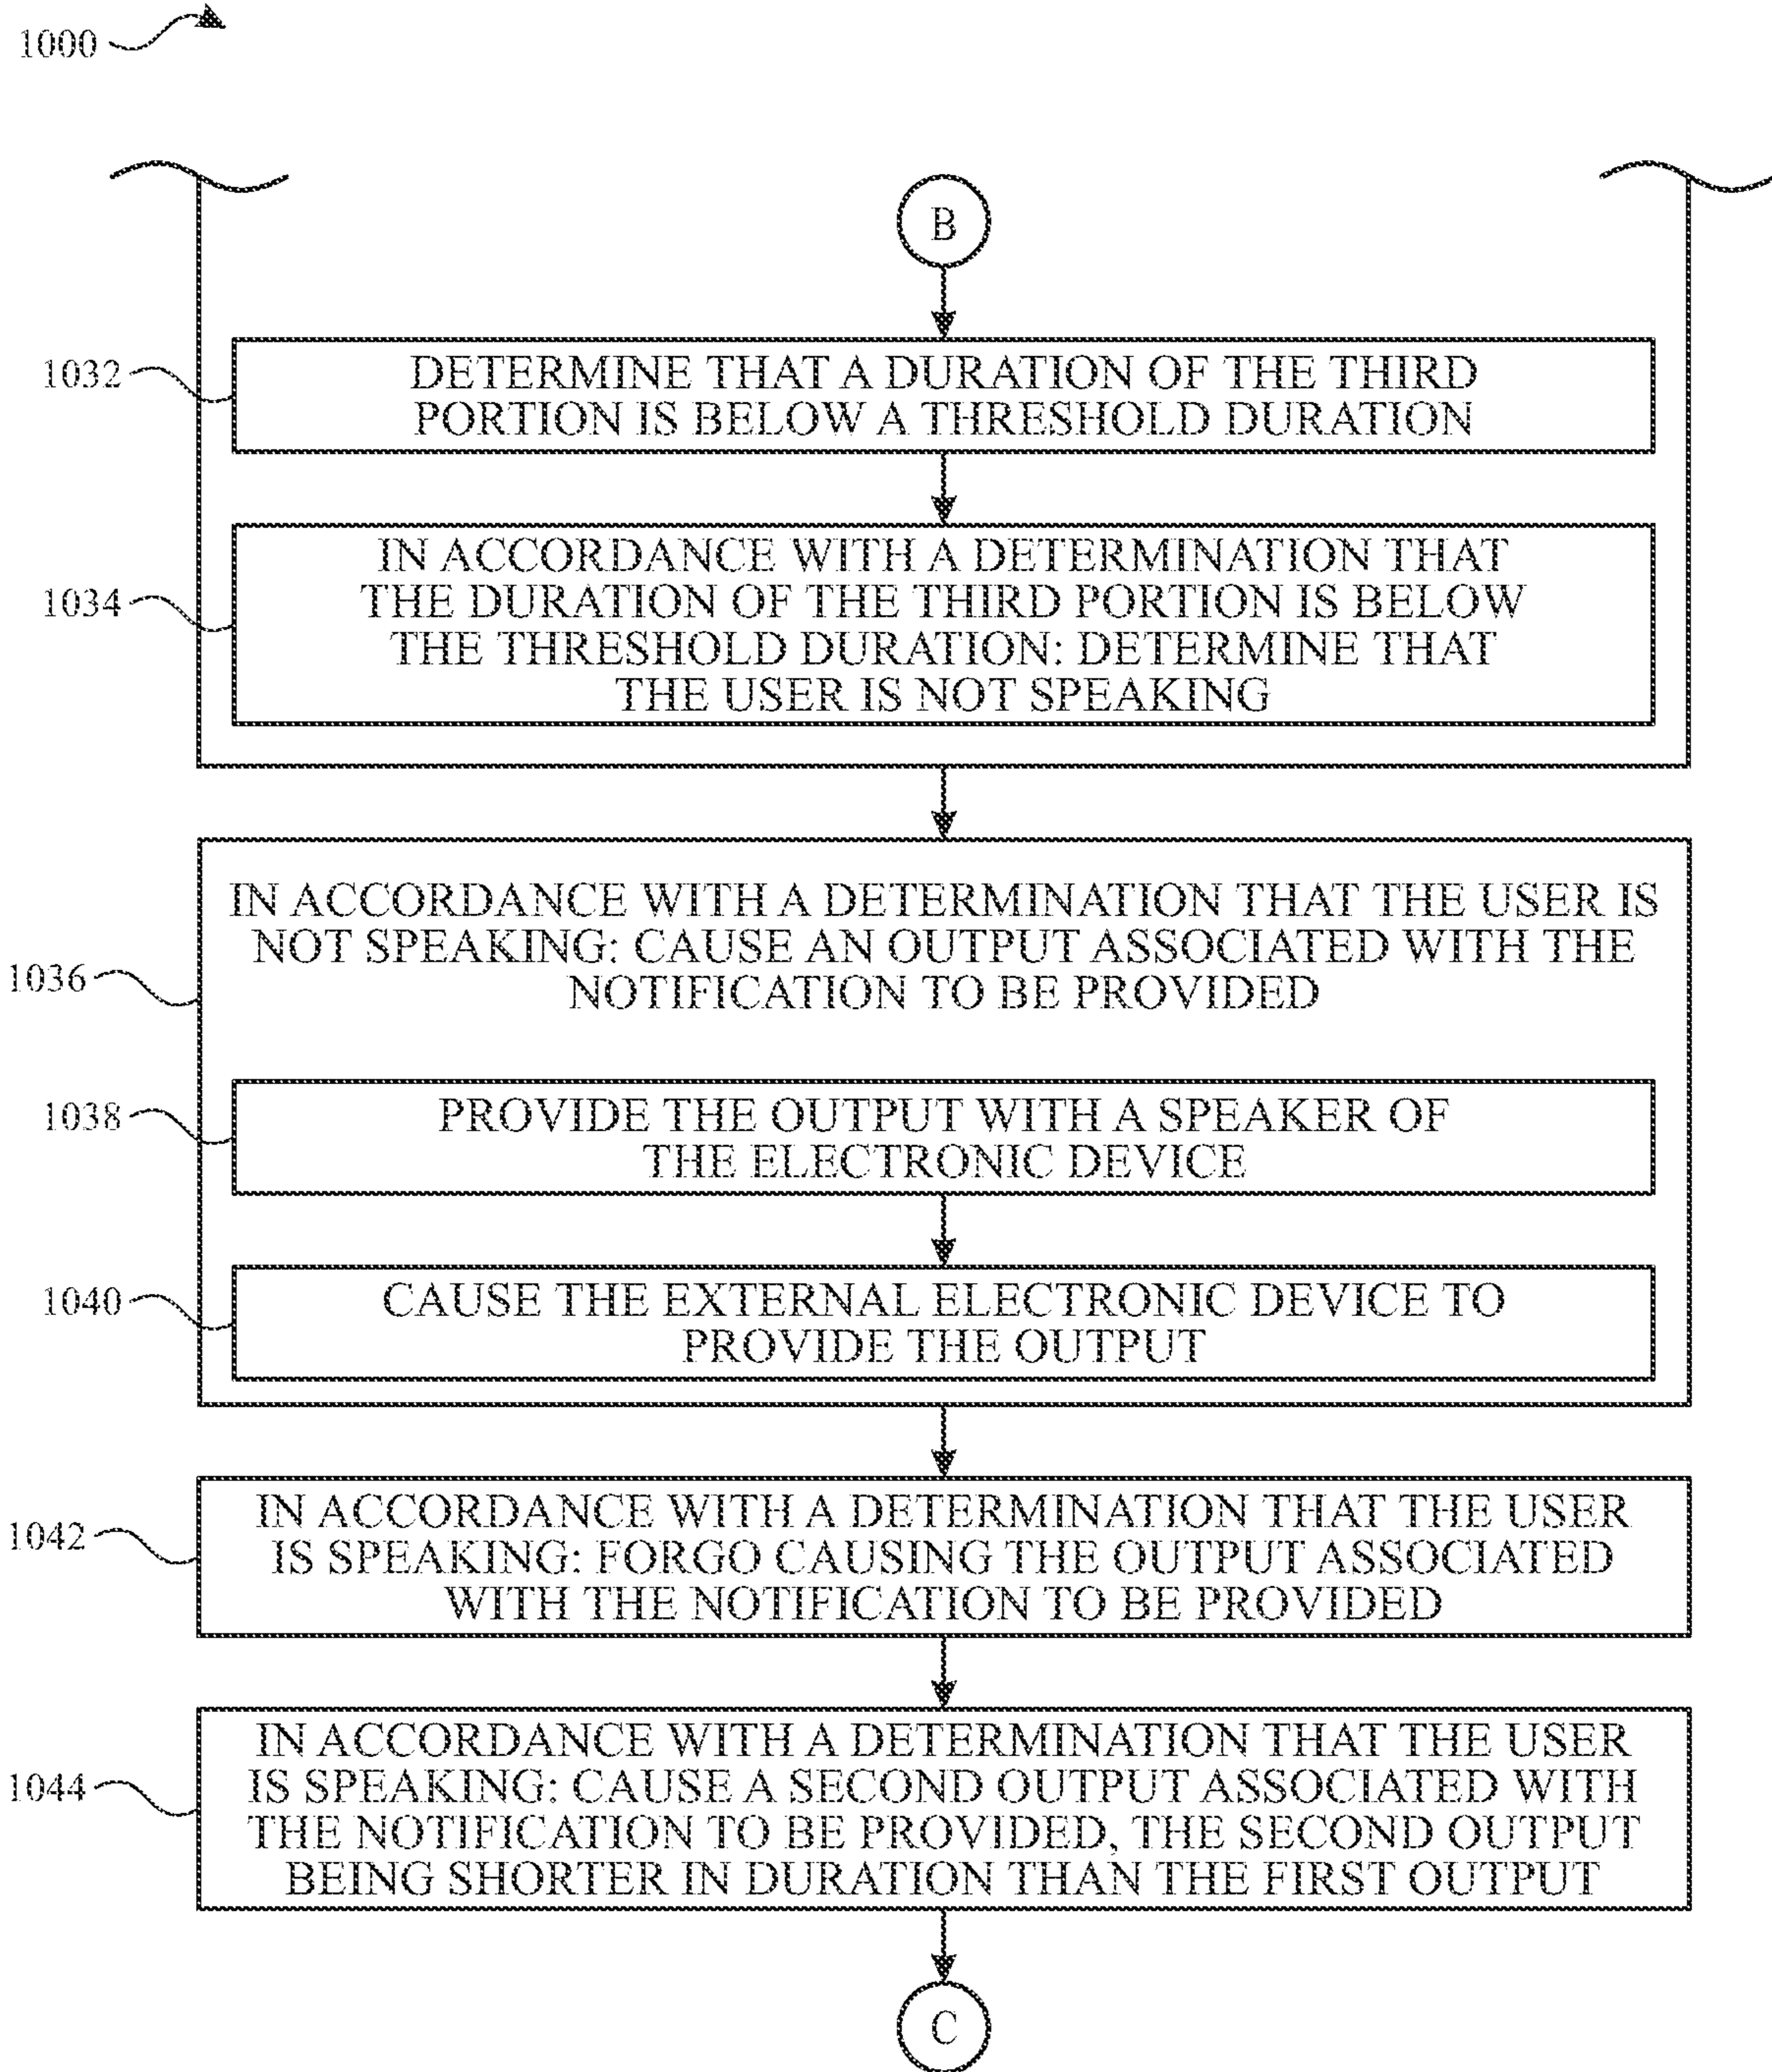 1000
B
1032
DETERMINE THAT A DURATION OF THE THIRD
PORTION IS BELOW A THRESHOLD DURATION
1034
IN ACCORDANCE WITH A DETERMINATION THAT
THE DURATION OF THE THIRD PORTION IS BELOW
THE THRESHOLD DURATION: DETERMINE THAT
THE USER IS NOT SPEAKING
1036
IN ACCORDANCE WITH A DETERMINATION THAT THE USER IS
NOT SPEAKING: CAUSE AN OUTPUT ASSOCIATED WITH THE
NOTIFICATION TO BE PROVIDED
1038
PROVIDE THE OUTPUT WITH A SPEAKER OF
THE ELECTRONIC DEVICE
1040
CAUSE THE EXTERNAL ELECTRONIC DEVICE TO
PROVIDE THE OUTPUT
1042
IN ACCORDANCE WITH A DETERMINATION THAT THE USER
IS SPEAKING: FORGO CAUSING THE OUTPUT ASSOCIATED
WITH THE NOTIFICATION TO BE PROVIDED
1044
IN ACCORDANCE WITH A DETERMINATION THAT THE USER
IS SPEAKING: CAUSE A SECOND OUTPUT ASSOCIATED WITH
THE NOTIFICATION TO BE PROVIDED, THE SECOND OUTPUT
BEING SHORTER IN DURATION THAN THE FIRST OUTPUT
C